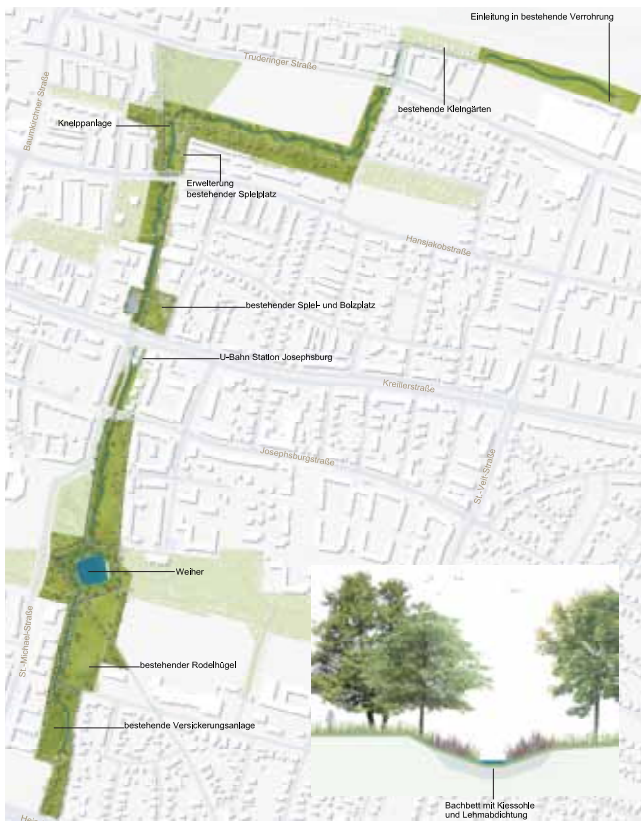 Einleitung in bestehende Verrohrung
Truderinger Straße
bestehende Kleingärten
Baumkirchner Straße
Kneippanlage
Erweiterung
bestehender Spielplatz
Hansjakobstraße
bestehender Spiel- und Bolzplatz
U-Bahn Station Josephsburg
Kreillerstraße
Josephsburgstraße
St.-Veit-Straße
Weiher
St.-Michael-Straße
bestehender Rodelhügel
bestehende Versickerungsanlage
Bachbett mit Kiessohle
und Lehmabdichtung